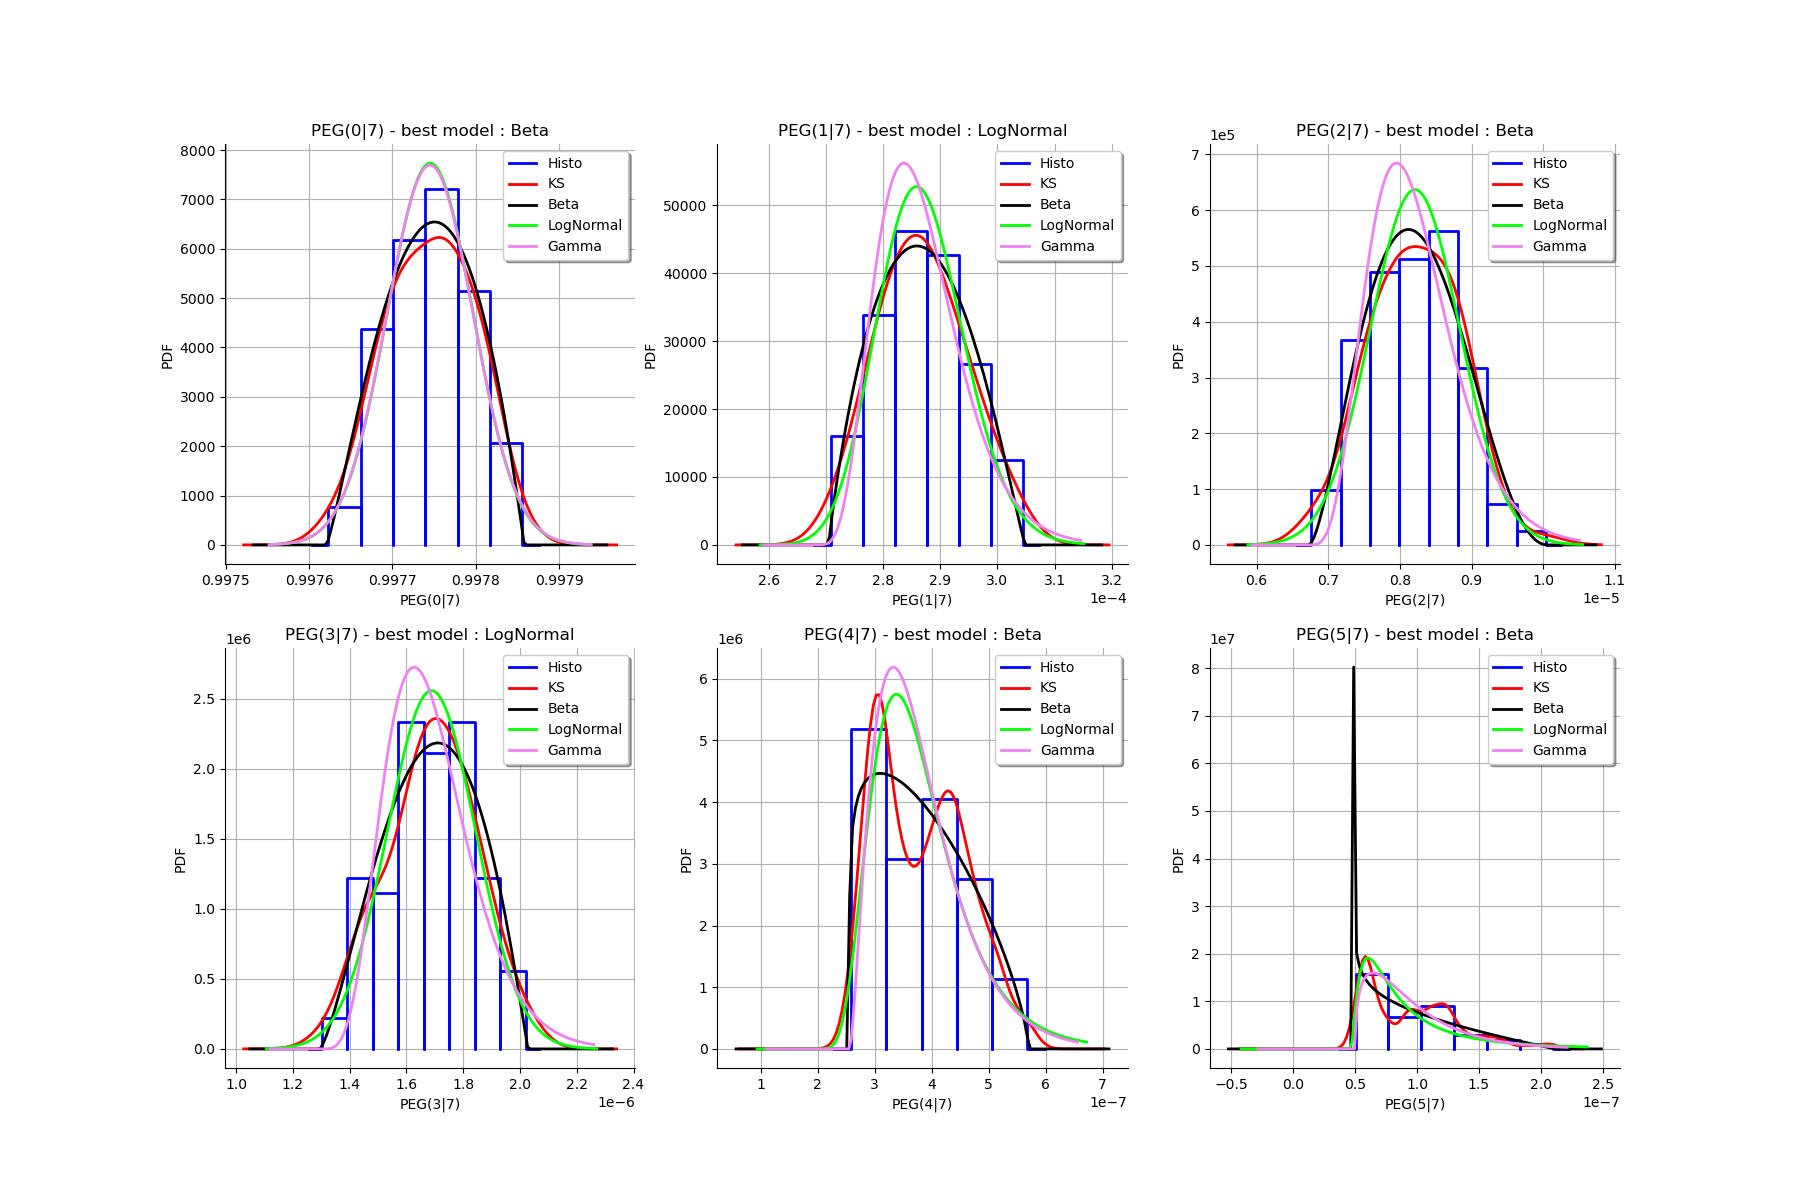 PEG(0|7) - best model : Beta
8000
7000
6000
5000
4000
3000
2000
1000
0
PDF
Histo
KS
Beta
LogNormal
Gamma
0.9975
0.9976
0.9977
0.9978
0.9979
PEG(0|7)
PEG(1|7) - best model : LogNormal
50000
40000
30000
20000
10000
0
PDF
Histo
KS
Beta
LogNormal
Gamma
2.6
2.7
2.8
2.9
3.0
3.1
3.2
1e−4
PEG(1|7)
PEG(2|7) - best model : Beta
1e5
7
6
5
4
3
2
1
0
PDF
Histo
KS
Beta
LogNormal
Gamma
0.6
0.7
0.8
0.9
1.0
1.1
1e−5
PEG(2|7)
PEG(3|7) - best model : LogNormal
1e6
2.5
2.0
1.5
1.0
0.5
0.0
PDF
Histo
KS
Beta
LogNormal
Gamma
1.0
1.2
1.4
1.6
1.8
2.0
2.2
2.4
1e−6
PEG(3|7)
PEG(4|7) - best model : Beta
1e6
6
5
4
3
2
1
0
PDF
Histo
KS
Beta
LogNormal
Gamma
1
2
3
4
5
6
7
1e−7
PEG(4|7)
PEG(5|7) - best model : Beta
1e7
8
7
6
5
4
3
2
1
0
PDF
Histo
KS
Beta
LogNormal
Gamma
−0.5
0.0
0.5
1.0
1.5
2.0
2.5
1e−7
PEG(5|7)